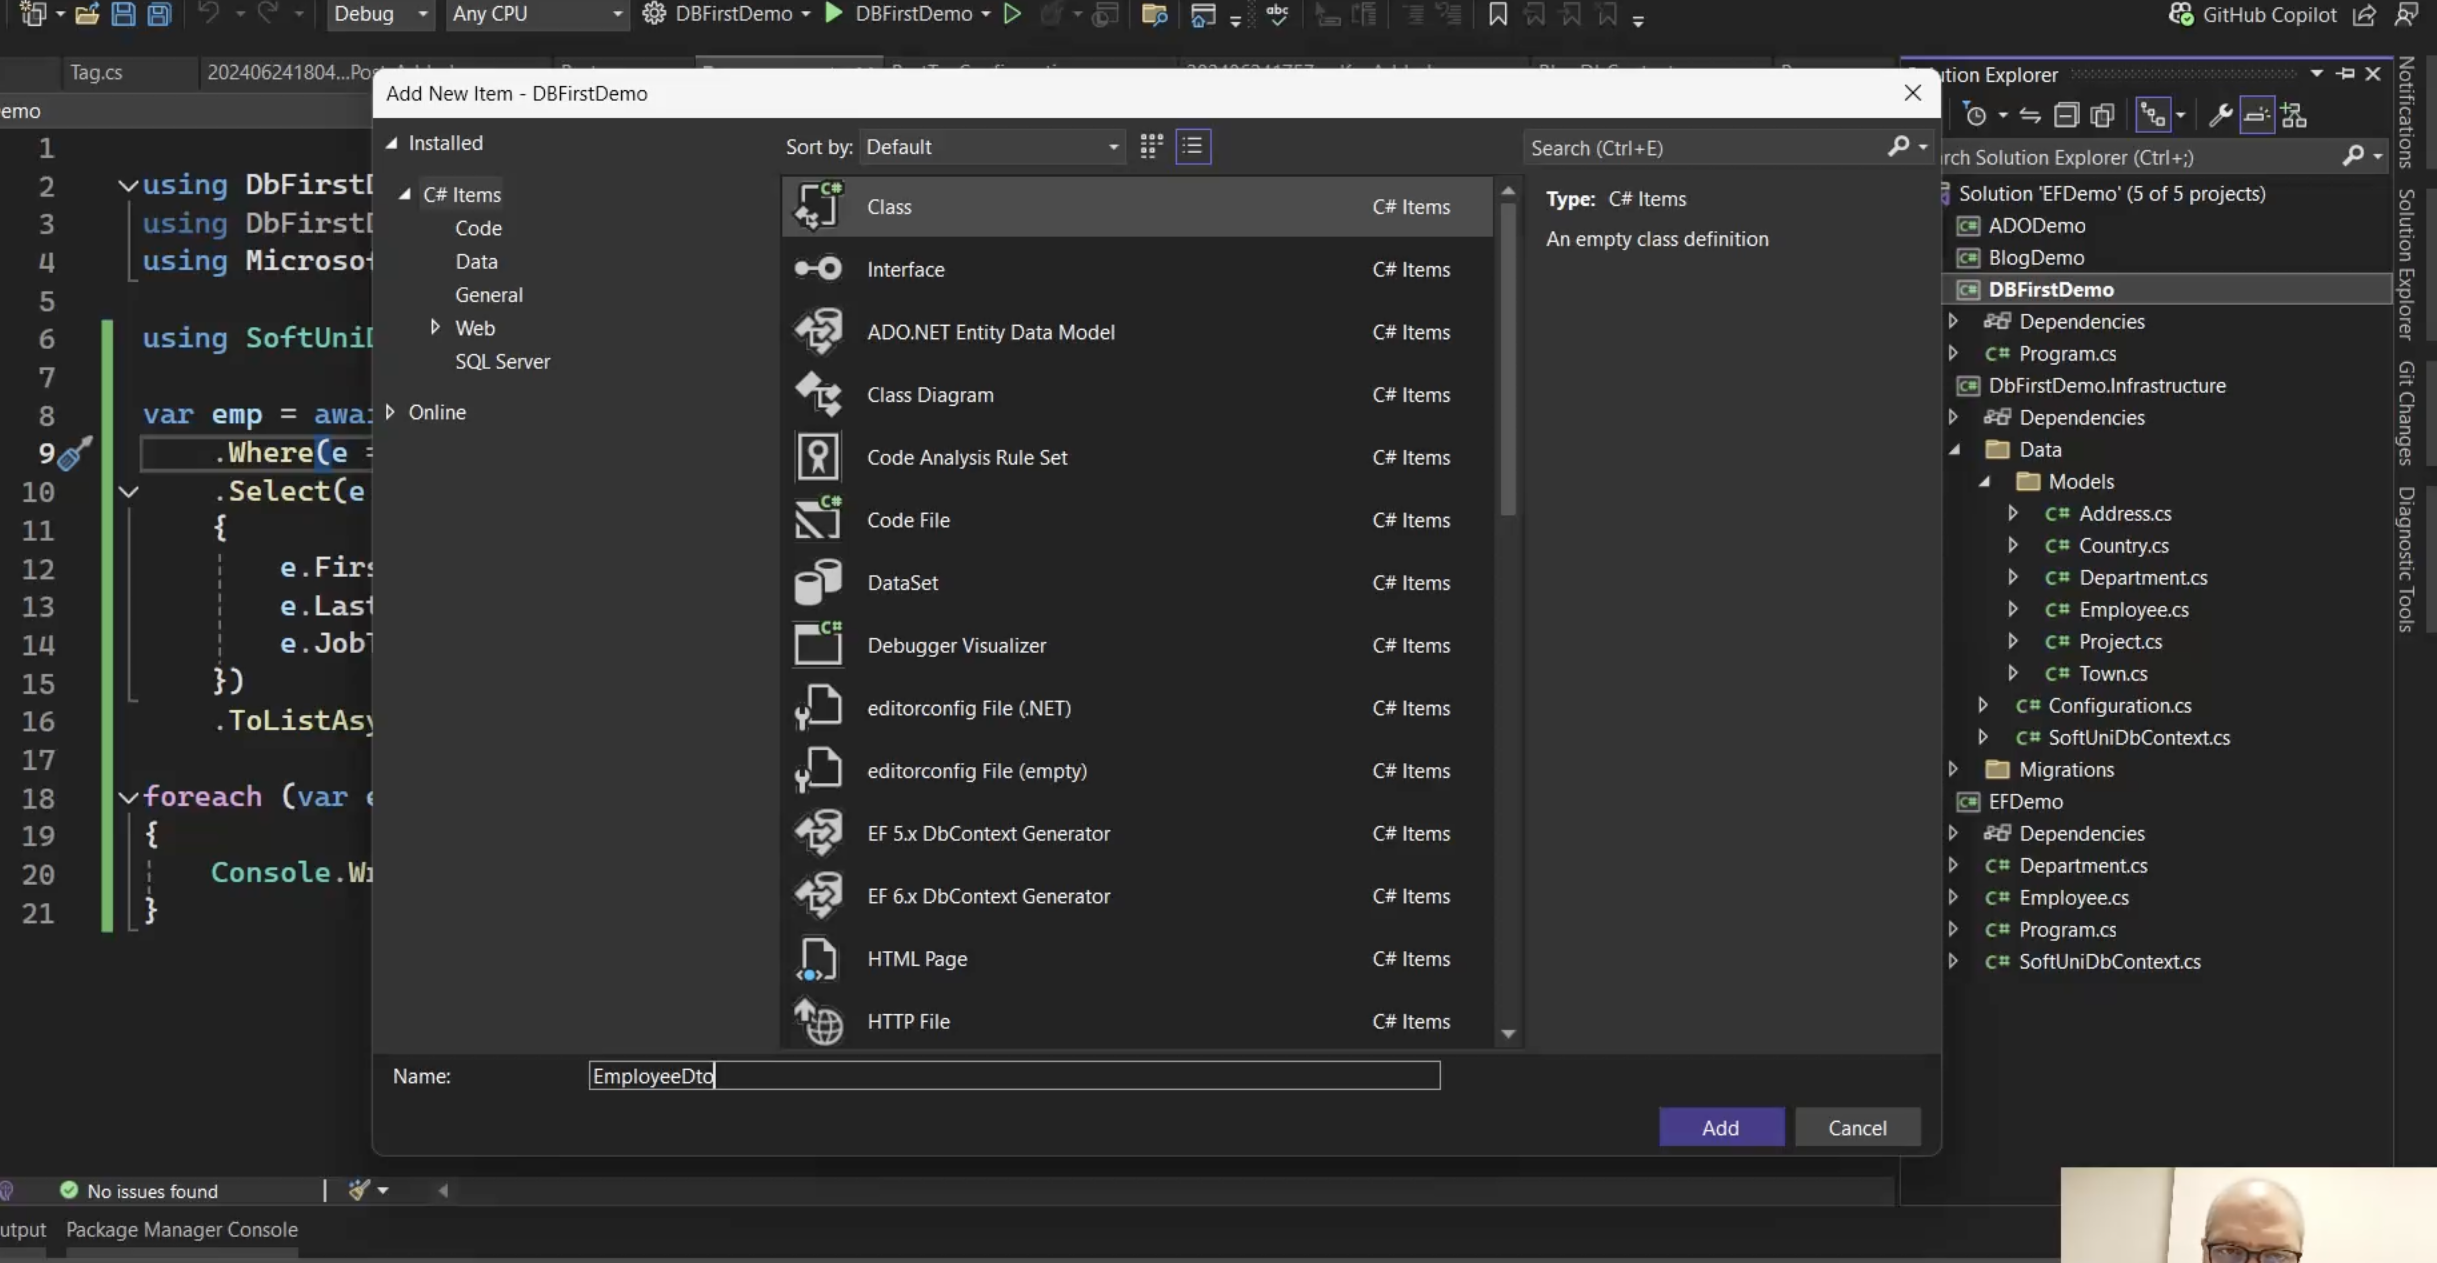 Debug
Any CPU
DBFirstDemo
DBFirstDemo
GitHub Copilot
Tag.cs
202406241804...Pos
emo
1
2 using DbFirstD
3 using DbFirstD
4 using Microsof
5
6 using SoftUniD
7
8 var emp = awai
9 .Where(e =
10 .Select(e
11 {
12 e.Firs
13 e.Last
14 e.JobT
15 })
16 .ToListAsy
17
18 foreach (var e
19 {
20 Console.Wr
21 }
Add New Item - DBFirstDemo
Installed
C# Items
Code
Data
General
Web
SQL Server
Online
Sort by: Default
Search (Ctrl+E)
Class C# Items
Interface C# Items
ADO.NET Entity Data Model C# Items
Class Diagram C# Items
Code Analysis Rule Set C# Items
Code File C# Items
DataSet C# Items
Debugger Visualizer C# Items
editorconfig File (.NET) C# Items
editorconfig File (empty) C# Items
EF 5.x DbContext Generator C# Items
EF 6.x DbContext Generator C# Items
HTML Page C# Items
HTTP File C# Items
Type: C# Items
An empty class definition
Name: EmployeeDto
Add
Cancel
ution Explorer
rch Solution Explorer (Ctrl+;)
Solution 'EFDemo' (5 of 5 projects)
ADODemo
BlogDemo
DBFirstDemo
Dependencies
C# Program.cs
DbFirstDemo.Infrastructure
Dependencies
Data
Models
C# Address.cs
C# Country.cs
C# Department.cs
C# Employee.cs
C# Project.cs
C# Town.cs
C# Configuration.cs
C# SoftUniDbContext.cs
Migrations
EFDemo
Dependencies
C# Department.cs
C# Employee.cs
C# Program.cs
C# SoftUniDbContext.cs
Notifications
Solution Explorer
Git Changes
Diagnostic Tools
No issues found
utput
Package Manager Console